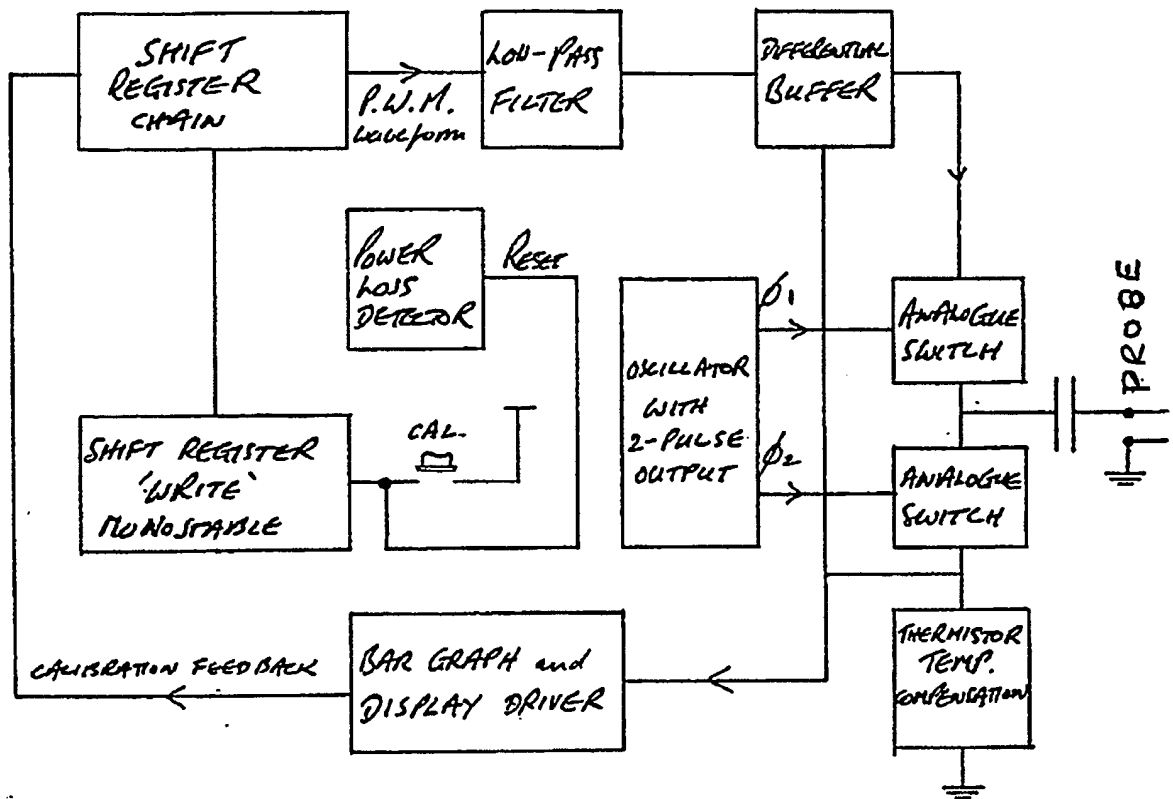 SHIFT
REGISTER
CHAIN
P.W.M.
waveform
LOW-PASS
FILTER
DIFFERENTIAL
BUFFER
POWER
LOSS
DETECTOR
RESET
OSCILLATOR
WITH
2-PULSE
OUTPUT
ϕ1
ϕ2
ANALOGUE
SWITCH
PROBE
ANALOGUE
SWITCH
SHIFT REGISTER
'WRITE'
MONOSTABLE
CAL.
CALIBRATION FEEDBACK
BAR GRAPH and
DISPLAY DRIVER
THERMISTOR
TEMP.
COMPENSATION